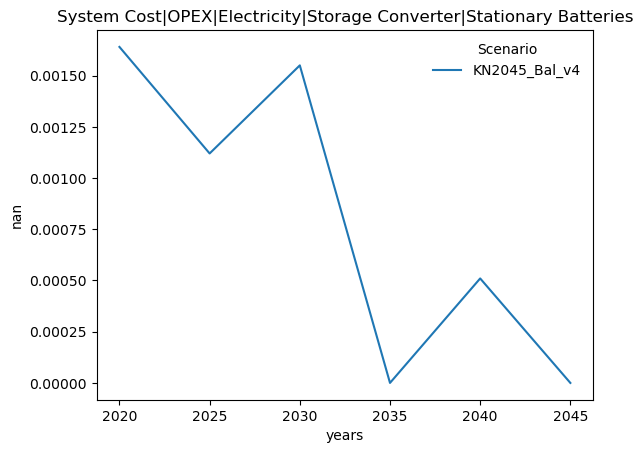 System Cost|OPEX|Electricity|Storage Converter|Stationary Batteries
Scenario
KN2045_Bal_v4
0.00150
0.00125
0.00100
0.00075
0.00050
0.00025
0.00000
nan
2020 2025 2030 2035 2040 2045
years